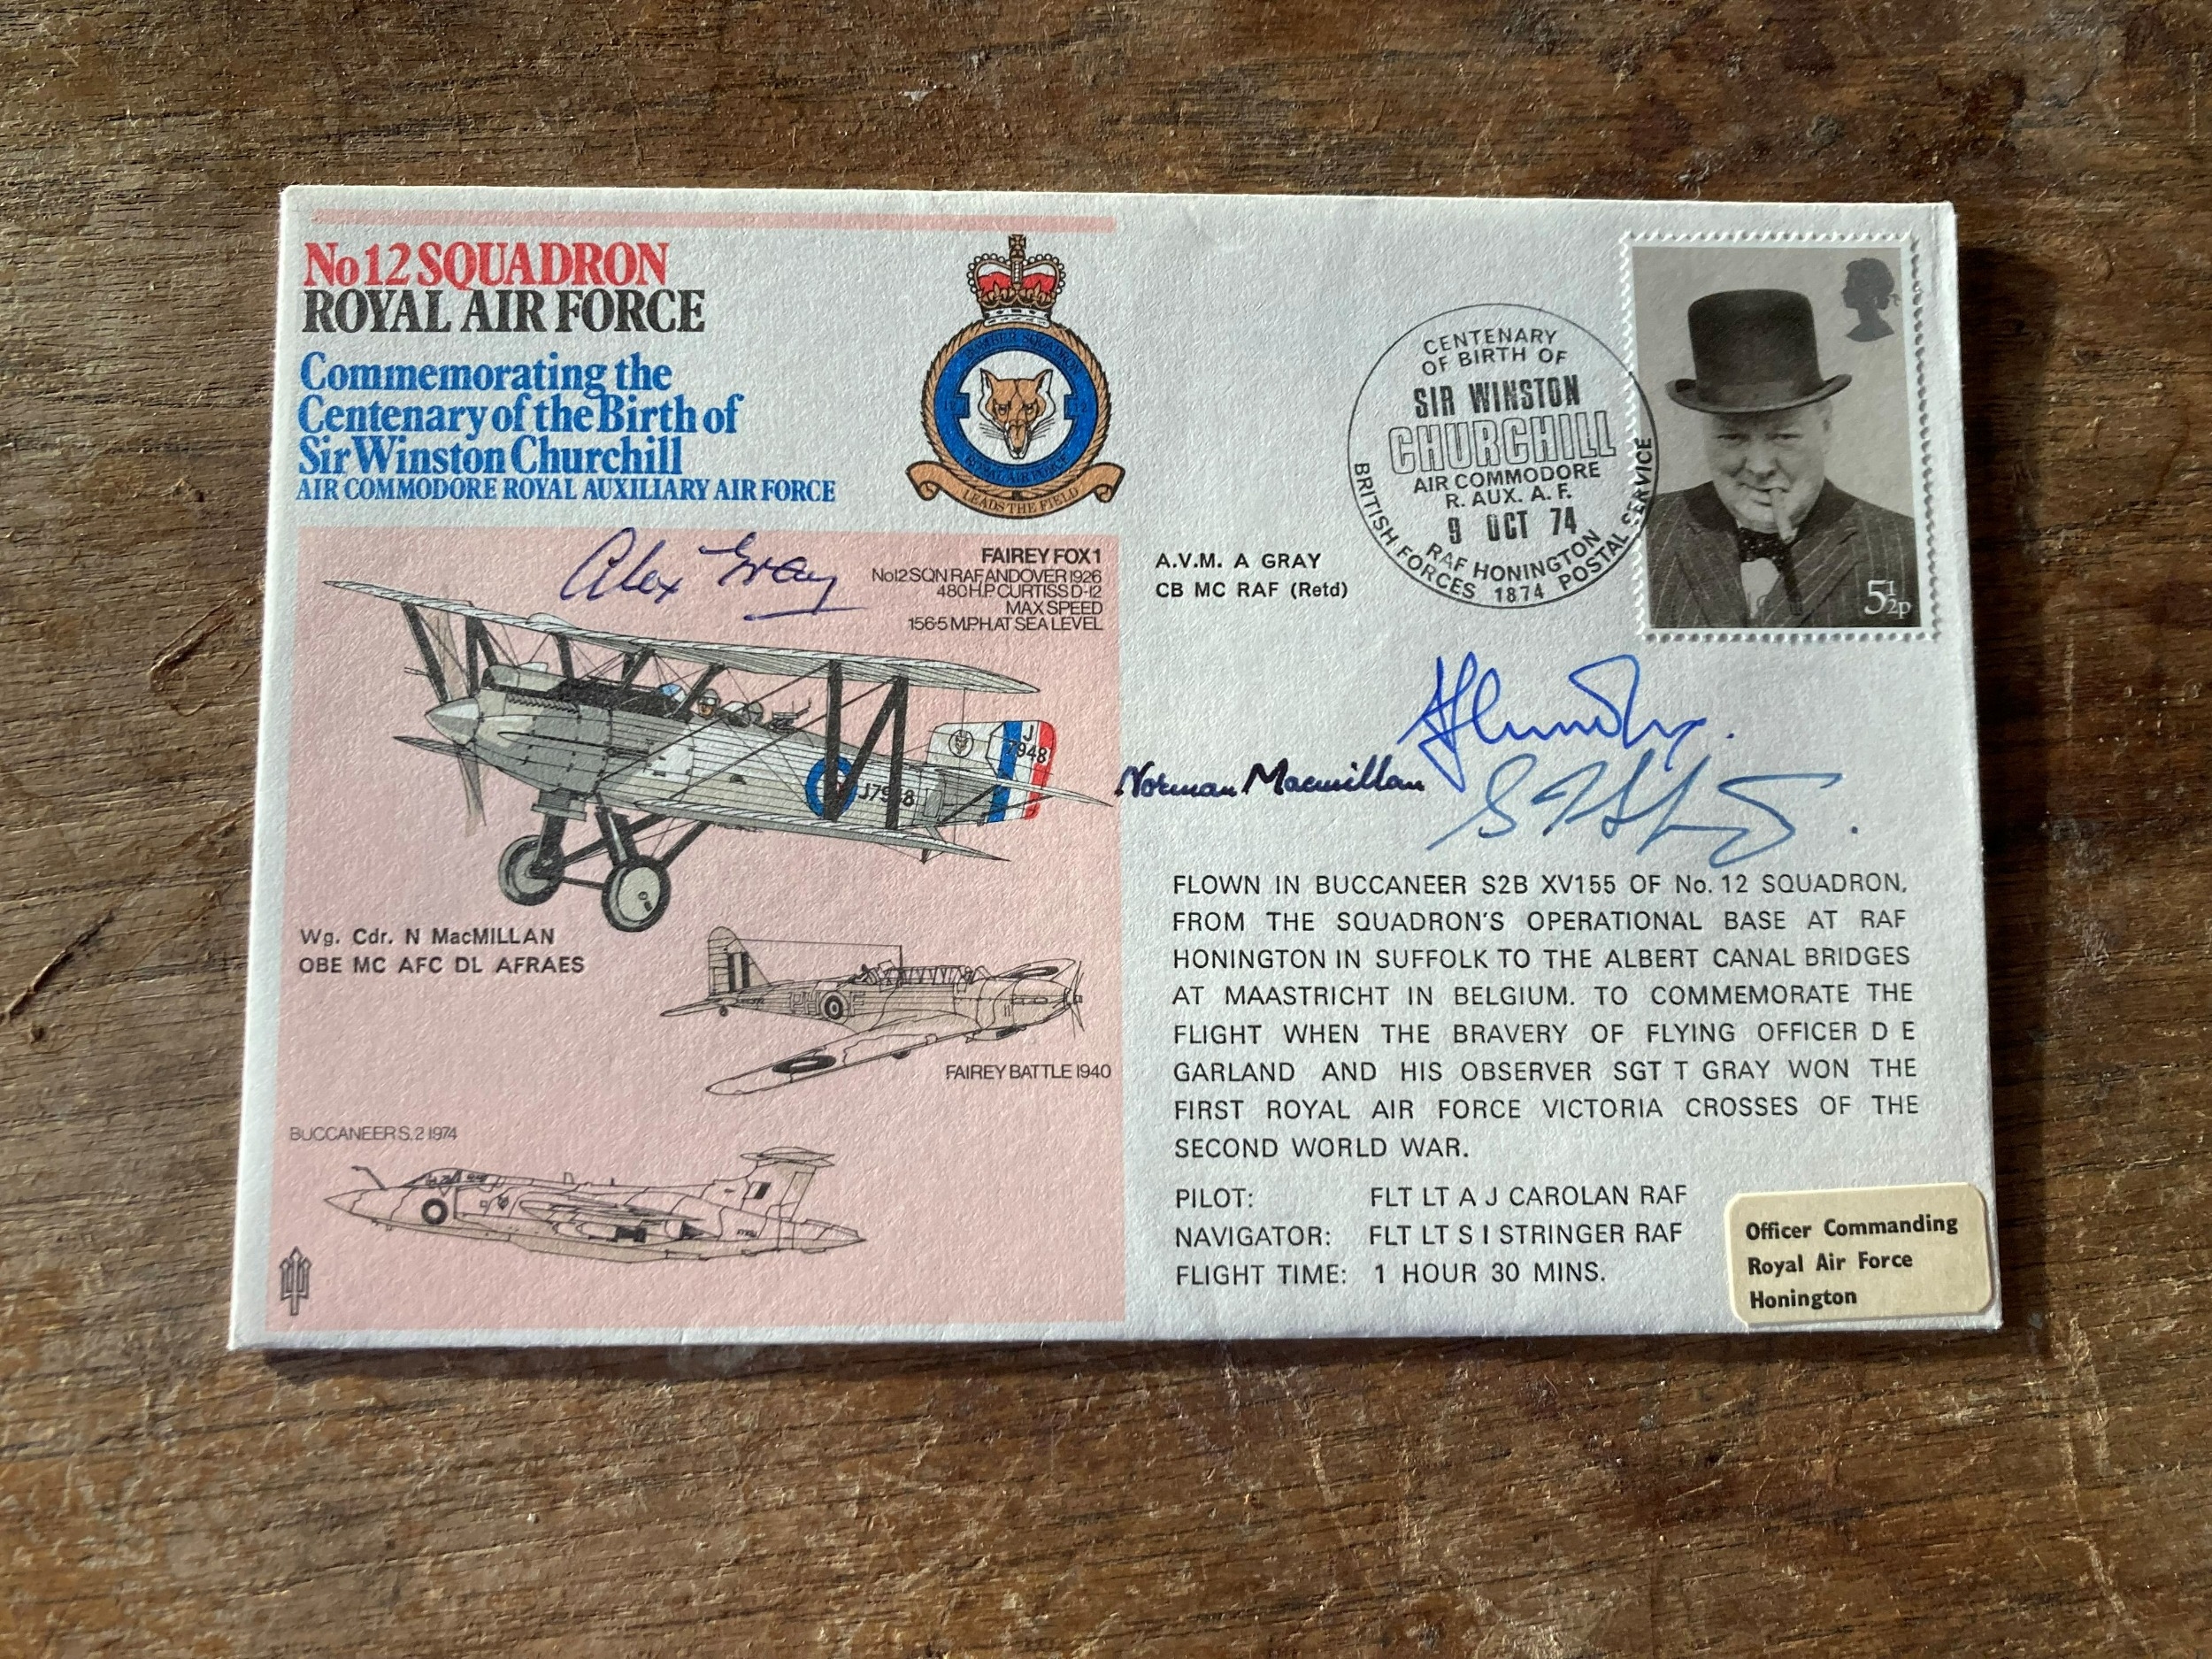 No 12 SQUADRON
ROYAL AIR FORCE
Commemorating the
Centenary of the Birth of
Sir Winston Churchill
AIR COMMODORE ROYAL AUXILIARY AIR FORCE
BOMBER SQUADRON
12
ROYAL AIR FORCE
LEADS THE FIELD
CENTENARY
OF BIRTH OF
SIR WINSTON
CHURCHILL
AIR COMMODORE
R. AUX. A. F.
9 OCT 74
RAF HONINGTON
BRITISH FORCES 1874 POSTAL SERVICE
5½p
Alex Gray
FAIREY FOX 1
No12 SQN RAF ANDOVER 1926
480 H.P. CURTISS D-12
MAX SPEED
156·5 M.P.H. AT SEA LEVEL
A.V.M. A GRAY
CB MC RAF (Retd)
J
7948
J7948
Norman Macmillan
Wg. Cdr. N MacMILLAN
OBE MC AFC DL AFRAES
PH F
FAIREY BATTLE 1940
BUCCANEER S.2 1974
FLOWN IN BUCCANEER S2B XV155 OF No. 12 SQUADRON,
FROM THE SQUADRON'S OPERATIONAL BASE AT RAF
HONINGTON IN SUFFOLK TO THE ALBERT CANAL BRIDGES
AT MAASTRICHT IN BELGIUM. TO COMMEMORATE THE
FLIGHT WHEN THE BRAVERY OF FLYING OFFICER D E
GARLAND AND HIS OBSERVER SGT T GRAY WON THE
FIRST ROYAL AIR FORCE VICTORIA CROSSES OF THE
SECOND WORLD WAR.
PILOT: FLT LT A J CAROLAN RAF
NAVIGATOR: FLT LT S I STRINGER RAF
FLIGHT TIME: 1 HOUR 30 MINS.
Officer Commanding
Royal Air Force
Honington